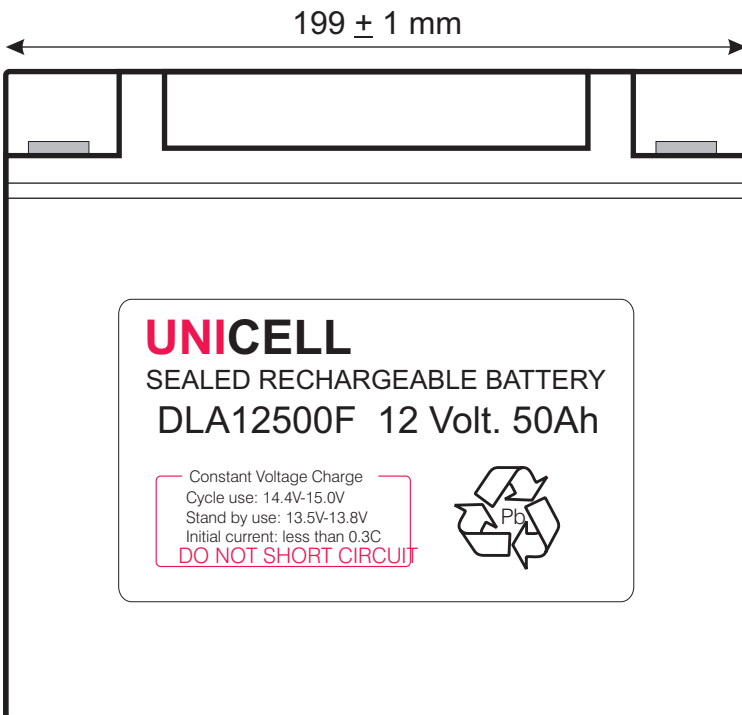 199 ± 1 mm
UNICELL
SEALED RECHARGEABLE BATTERY
DLA12500F 12 Volt. 50Ah
Constant Voltage Charge
Cycle use: 14.4V-15.0V
Stand by use: 13.5V-13.8V
Initial current: less than 0.3C
DO NOT SHORT CIRCUIT
Pb